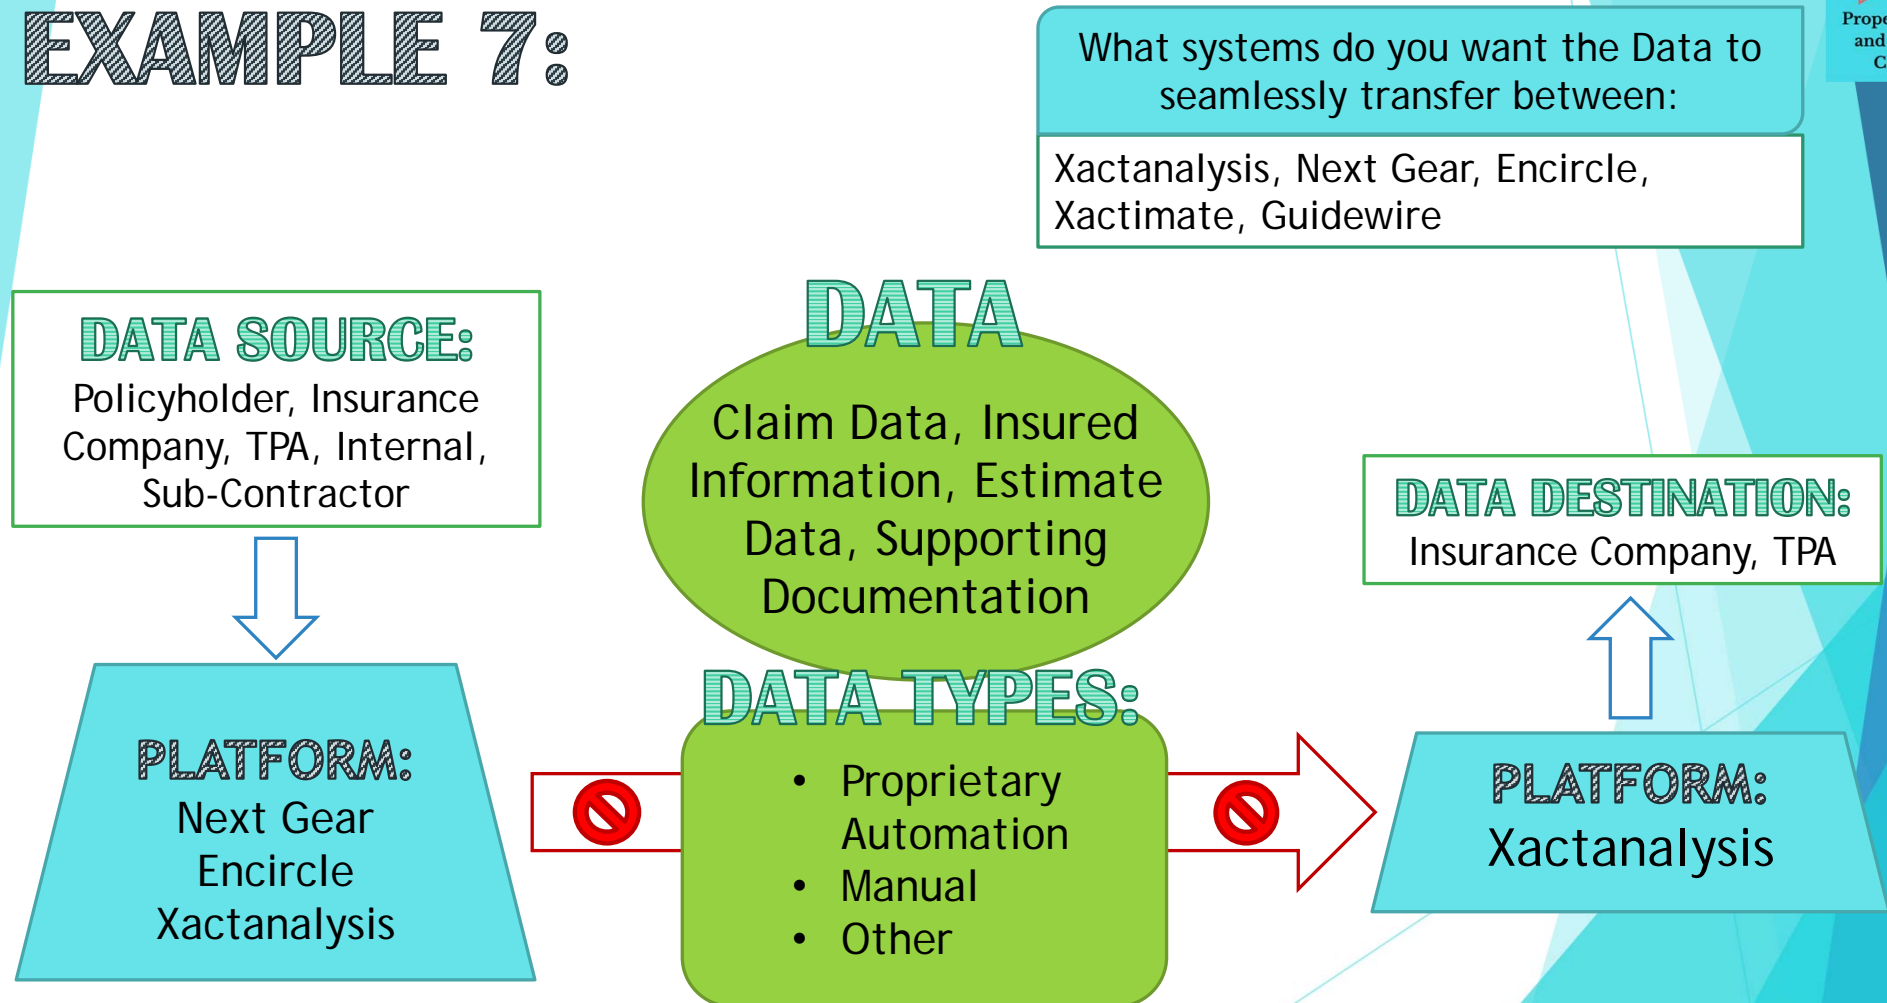 EXAMPLE 7:
What systems do you want the Data to
seamlessly transfer between:
Xactanalysis, Next Gear, Encircle,
Xactimate, Guidewire
DATA SOURCE:
Policyholder, Insurance
Company, TPA, Internal,
Sub-Contractor
PLATFORM:
Next Gear
Encircle
Xactanalysis
DATA
Claim Data, Insured
Information, Estimate
Data, Supporting
Documentation
DATA TYPES:
• Proprietary
Automation
• Manual
• Other
DATA DESTINATION:
Insurance Company, TPA
PLATFORM:
Xactanalysis
and